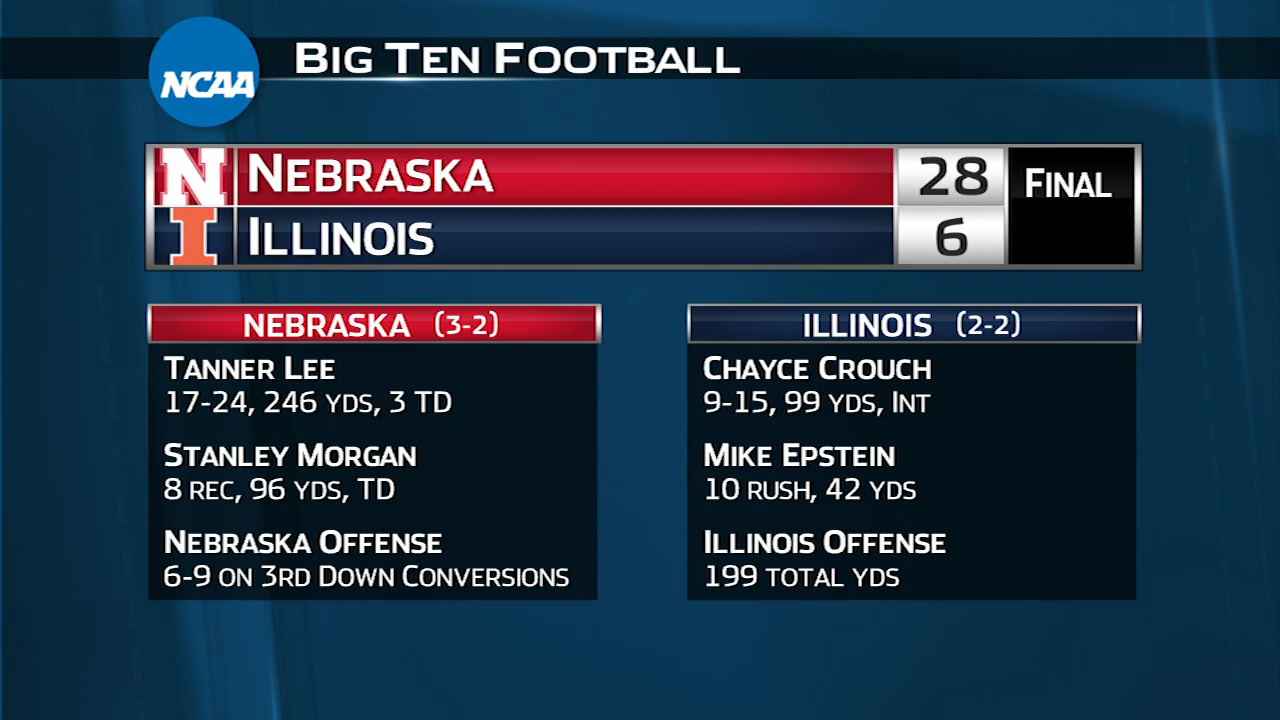 NCAA
BIG TEN FOOTBALL
N NEBRASKA 28 FINAL
I ILLINOIS 6
NEBRASKA (3-2)
TANNER LEE
17-24, 246 YDS, 3 TD
STANLEY MORGAN
8 REC, 96 YDS, TD
NEBRASKA OFFENSE
6-9 ON 3RD DOWN CONVERSIONS
ILLINOIS (2-2)
CHAYCE CROUCH
9-15, 99 YDS, INT
MIKE EPSTEIN
10 RUSH, 42 YDS
ILLINOIS OFFENSE
199 TOTAL YDS